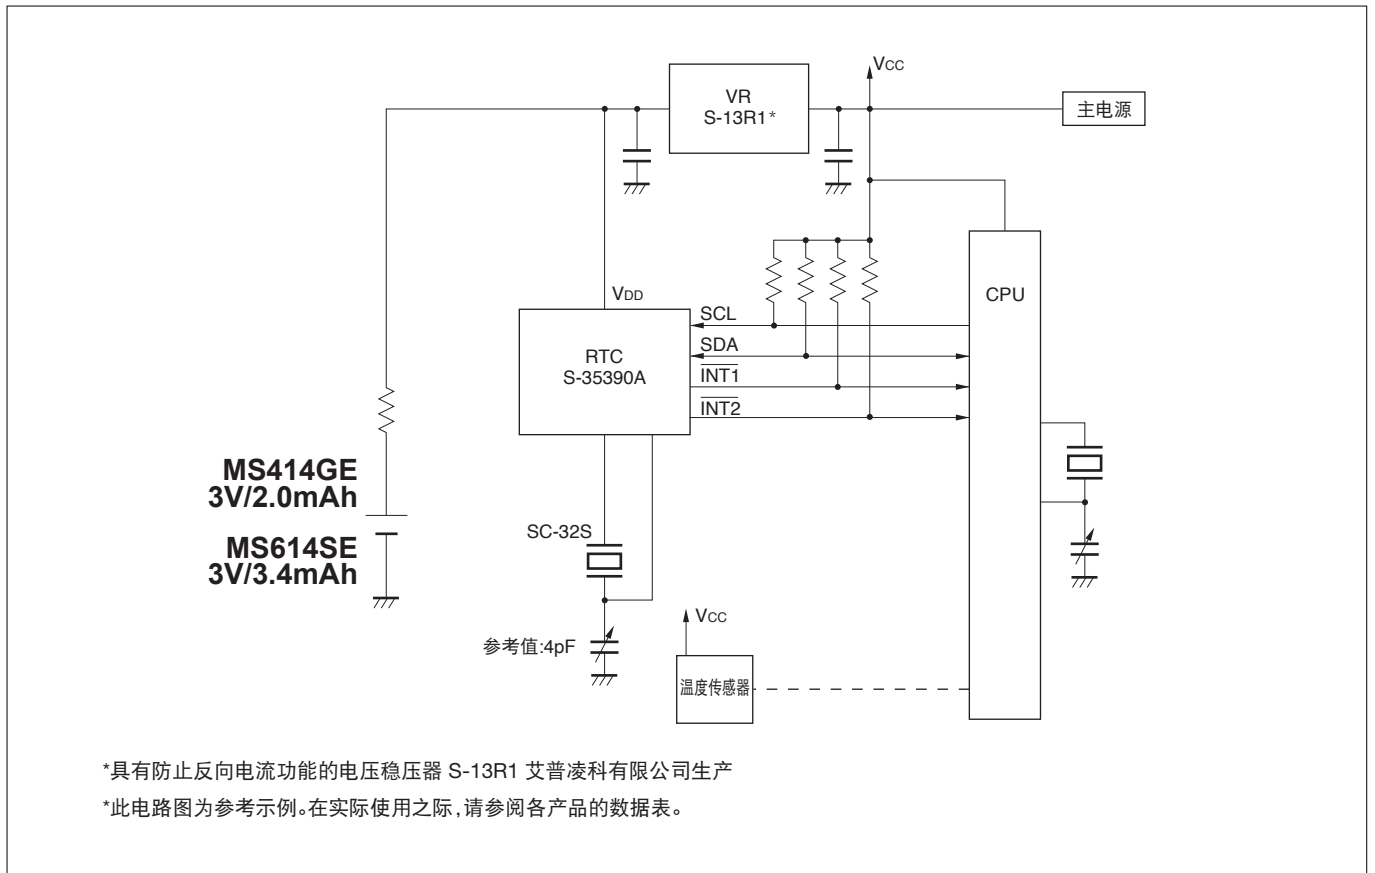 VCC
VR
S-13R1*
主电源
VDD
CPU
SCL
SDA
INT1
INT2
RTC
S-35390A
MS414GE
3V/2.0mAh
MS614SE
3V/3.4mAh
SC-32S
参考值:4pF
VCC
温度传感器
*具有防止反向电流功能的电压稳压器 S-13R1 艾普凌科有限公司生产
*此电路图为参考示例。在实际使用之际,请参阅各产品的数据表。